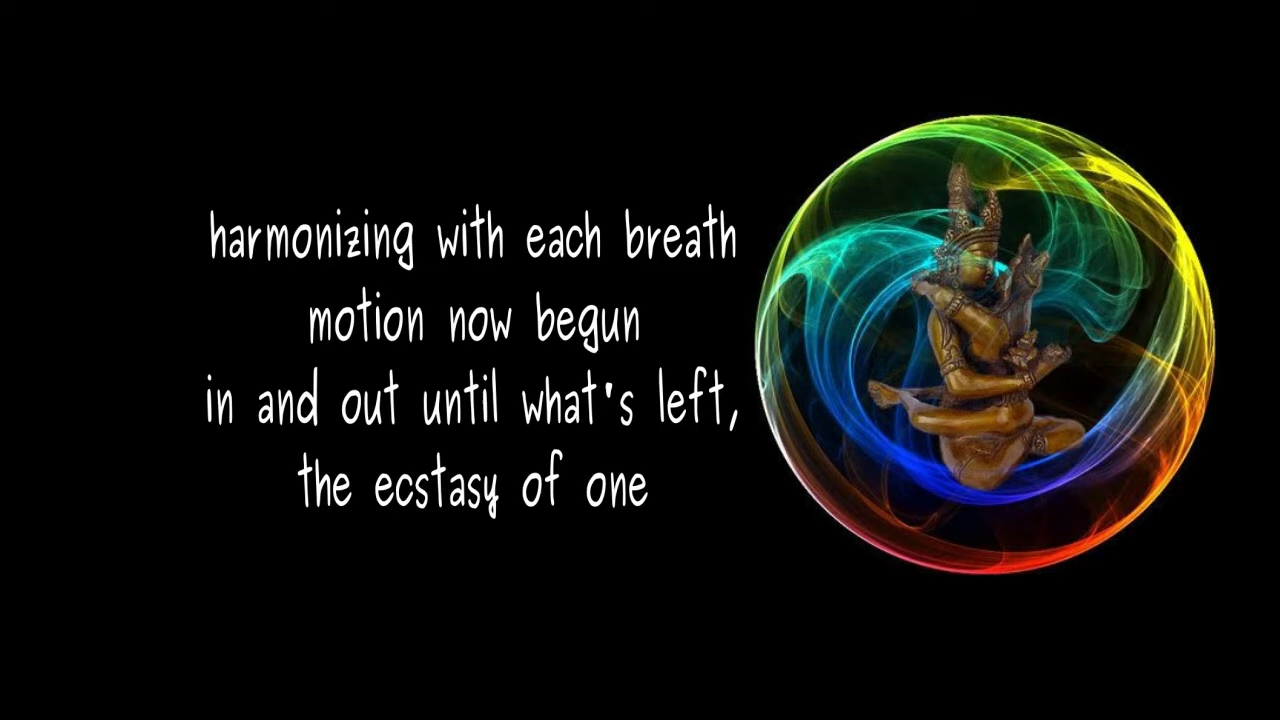 harmonizing with each breath
motion now begun
in and out until what's left,
the ecstasy of one